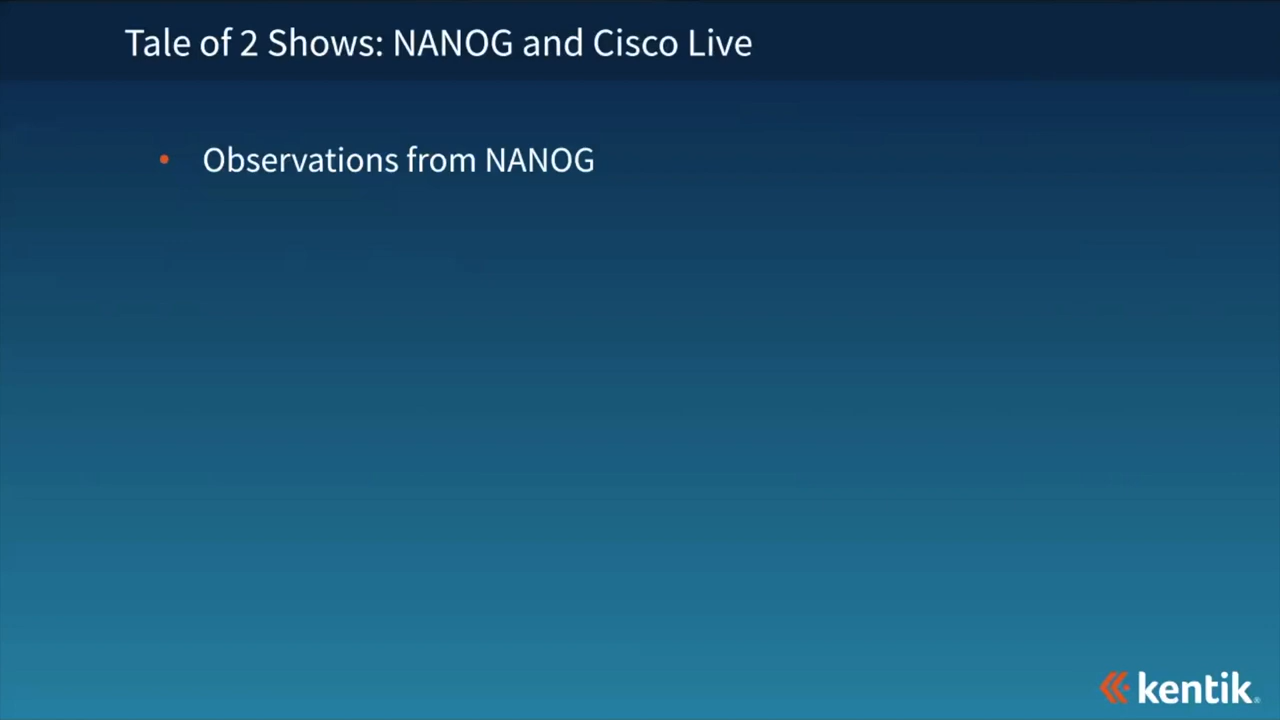 Tale of 2 Shows: NANOG and Cisco Live
• Observations from NANOG
kentik®